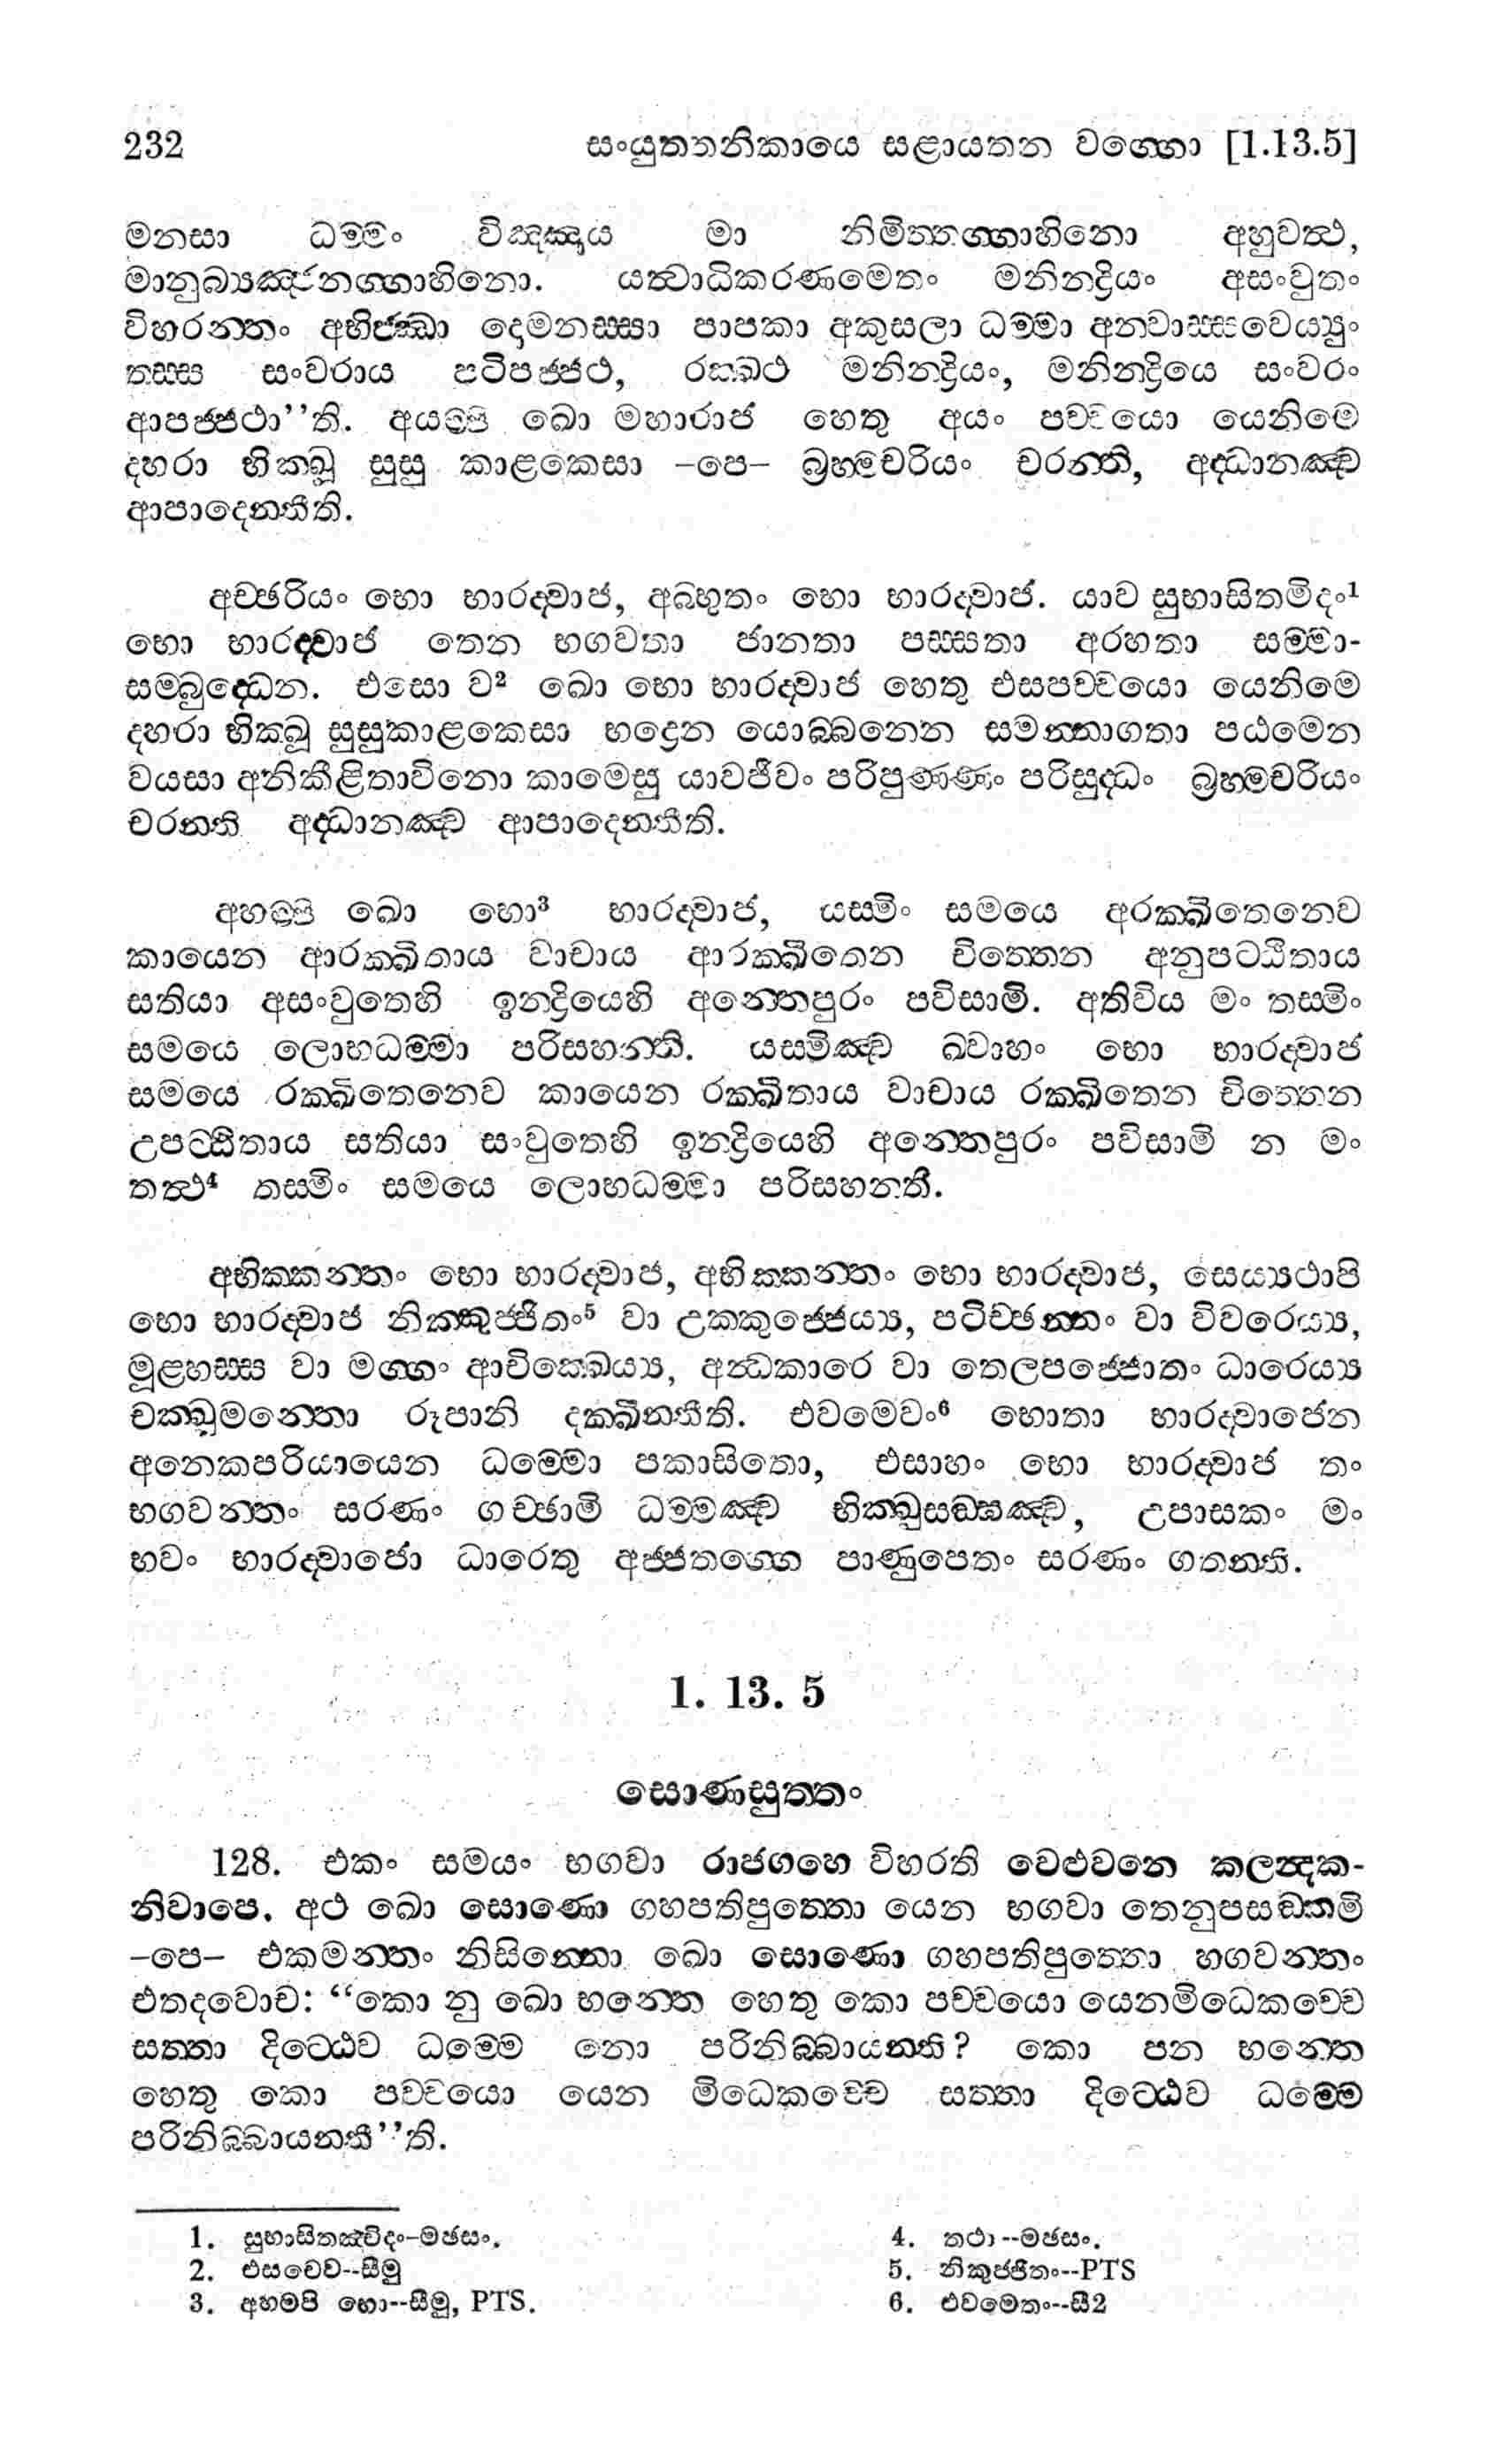 232 සංයුත්තනිකායෙ සළායතන වග්ගො [1.13.5]
මනසා ධම්මං විඤ්ඤාය මා නිමිත්තග්ගාහිනො අහුවත්ථ,
මානුබ්‍යඤ්ජනග්ගාහිනො. යත්වාධිකරණමෙතං මනින්ද්‍රියං අසංවුතං
විහරන්තං අභිජ්ඣා දොමනස්සා පාපකා අකුසලා ධම්මා අන්වාස්සවෙය්‍යුං
තස්ස සංවරාය පටිපජ්ජථ, රක්ඛථ මනින්ද්‍රියං, මනින්ද්‍රියෙ සංවරං
ආපජ්ජථා’’ති. අයම්පි ඛො මහාරාජ හෙතු අයං පච්චයො යෙනිමෙ
දහරා භික්ඛූ සුසු කාළකෙසා –පෙ– බ්‍රහ්මචරියං චරන්ති, අද්ධානඤ්ච
ආපාදෙන්තීති.
අච්ඡරියං භො භාරද්වාජ, අබ්භුතං භො භාරද්වාජ. යාව සුභාසිතමිදං¹
භො භාරද්වාජ තෙන භගවතා ජානතා පස්සතා අරහතා සම්මා-
සම්බුද්ධෙන. එසො ව² ඛො භො භාරද්වාජ හෙතු එසපච්චයො යෙනිමෙ
දහරා භික්ඛූ සුසුකාළකෙසා භද්‍රෙන යොබ්බනෙන සමන්නාගතා පඨමෙන
වයසා අනිකීළිතාවිනො කාමෙසු යාවජීවං පරිපුණ්ණං පරිසුද්ධං බ්‍රහ්මචරියං
චරන්ති අද්ධානඤ්ච ආපාදෙන්තීති.
අහම්පි ඛො භො³ භාරද්වාජ, යස්මිං සමයෙ අරක්ඛිතෙනෙව
කායෙන ආරක්ඛිතාය වාචාය ආරක්ඛිතෙන චිත්තෙන අනුපට්ඨිතාය
සතියා අසංවුතෙහි ඉන්ද්‍රියෙහි අන්තෙපුරං පවිසාමි. අතිවිය මං තස්මිං
සමයෙ ලොභධම්මා පරිසහන්ති. යස්මිඤ්ච ඛ්වාහං භො භාරද්වාජ
සමයෙ රක්ඛිතෙනෙව කායෙන රක්ඛිතාය වාචාය රක්ඛිතෙන චිත්තෙන
උපට්ඨිතාය සතියා සංවුතෙහි ඉන්ද්‍රියෙහි අන්තෙපුරං පවිසාමි න මං
තත්ථ⁴ තස්මිං සමයෙ ලොභධම්මා පරිසහන්තී.
අභික්කන්තං භො භාරද්වාජ, අභික්කන්තං භො භාරද්වාජ, සෙය්‍යථාපි
භො භාරද්වාජ නික්කුජ්ජිතං⁵ වා උක්කුජ්ජෙය්‍ය, පටිච්ඡන්නං වා විවරෙය්‍ය,
මූළ්හස්ස වා මග්ගං ආචික්ඛෙය්‍ය, අන්ධකාරෙ වා තෙලපජ්ජොතං ධාරෙය්‍ය
චක්ඛුමන්තො රූපානි දක්ඛීන්තීති. එවමෙවං⁶ භොතා භාරද්වාජෙන
අනෙකපරියායෙන ධම්මො පකාසිතො, එසාහං භො භාරද්වාජ තං
භගවන්තං සරණං ගච්ඡාමි ධම්මඤ්ච භික්ඛුසඞ්ඝඤ්ච, උපාසකං මං
භවං භාරද්වාජො ධාරෙතු අජ්ජතග්ගෙ පාණුපෙතං සරණං ගතන්ති.
1. 13. 5
සොණසුත්තං
128. එකං සමයං භගවා රාජගහෙ විහරති වෙළුවනෙ කලන්දක-
නිවාපෙ. අථ ඛො සොණො ගහපතිපුත්තො යෙන භගවා තෙනුපසඞ්කමි
–පෙ– එකමන්තං නිසින්නො ඛො සොණො ගහපතිපුත්තො භගවන්තං
එතදවොච: “කො නු ඛො භන්තෙ හෙතු කො පච්චයො යෙනමිධෙකච්චෙ
සත්තා දිට්ඨෙව ධම්මෙ නො පරිනිබ්බායන්ති? කො පන භන්තෙ
හෙතු කො පච්චයො යෙන මිධෙකච්චෙ සත්තා දිට්ඨෙව ධම්මෙ
පරිනිබ්බායන්තී’’ති.
1. සුභාසිතඤ්චිදං–මඡසං.
2. එසචෙව--සීමු
3. අහමපි භො--සීමු, PTS.
4. තථා --මඡසං.
5. නිකුජ්ජිතං--PTS
6. එවමෙතං--සී2